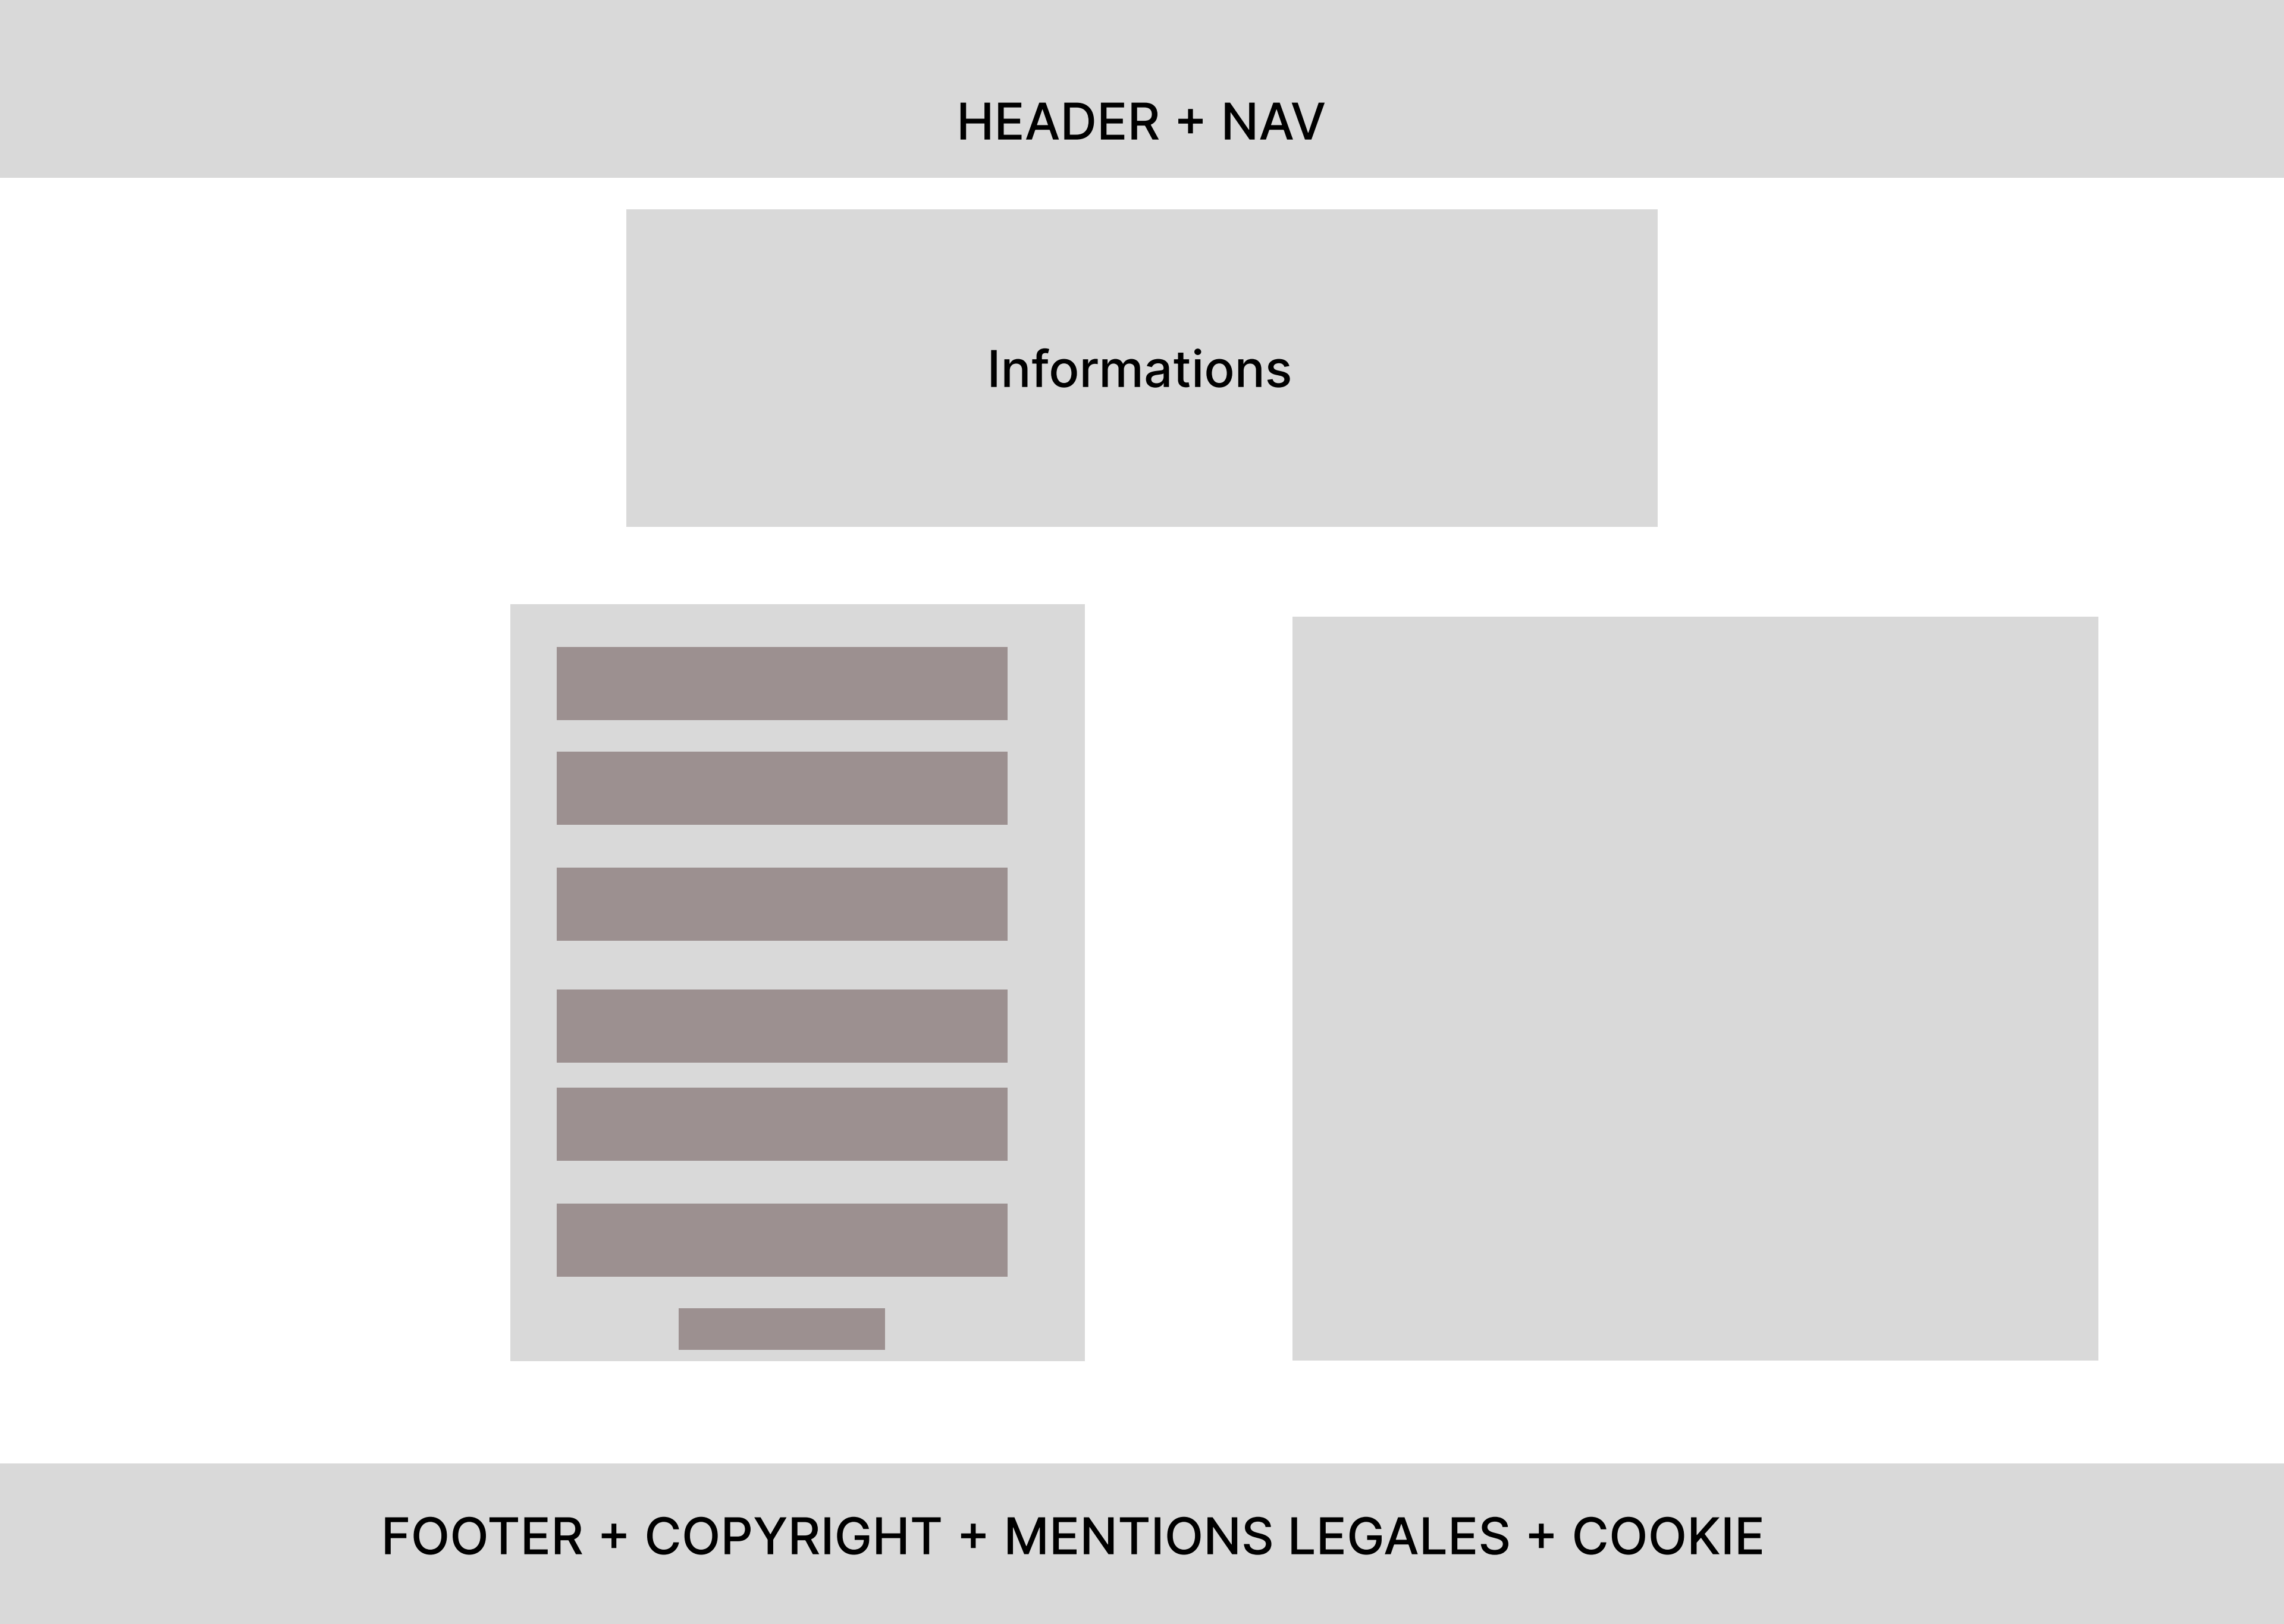 HEADER + NAV
Informations
FOOTER + COPYRIGHT + MENTIONS LEGALES + COOKIE